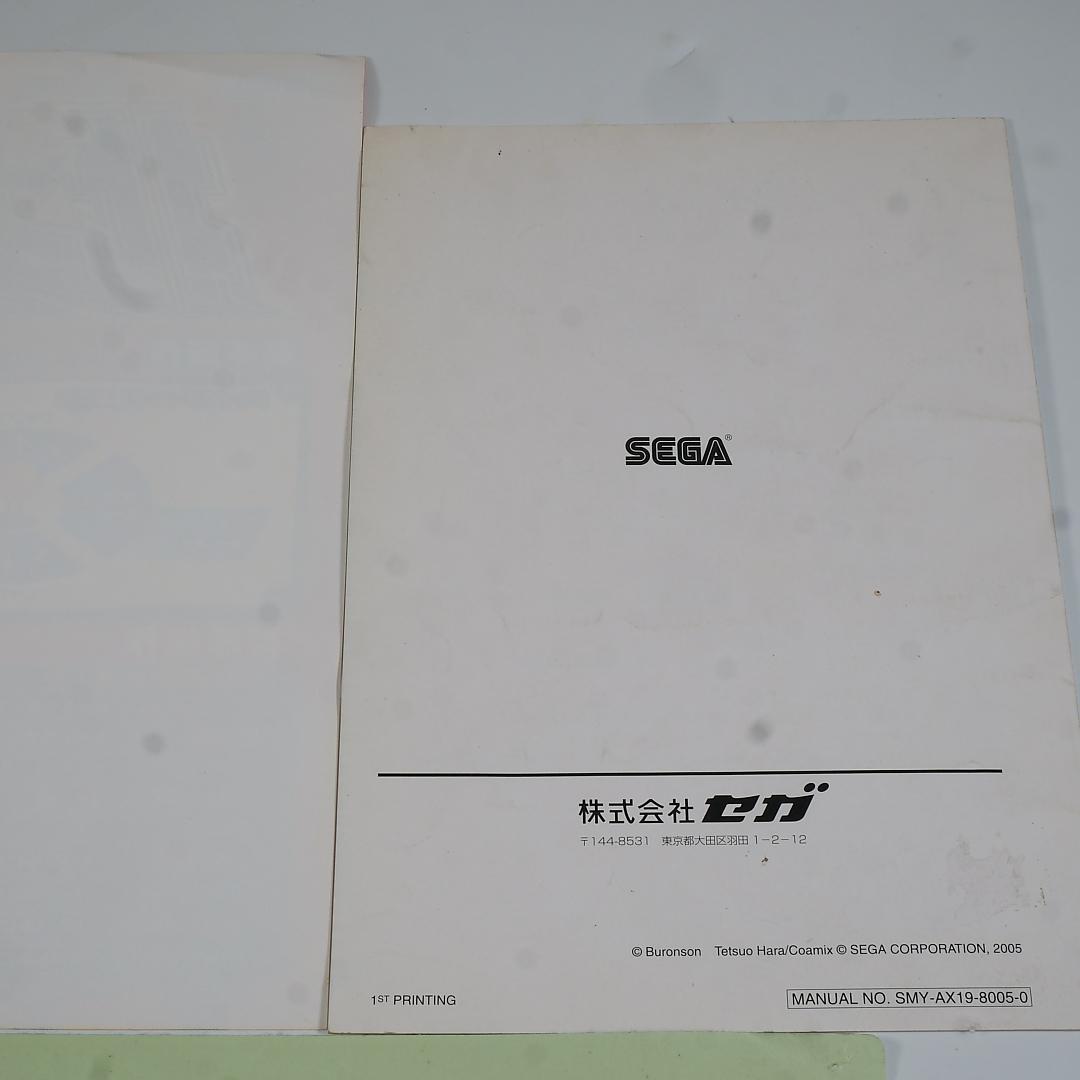 SEGA®
株式会社 セガ
〒144-8531 東京都大田区羽田 1-2-12
© Buronson Tetsuo Hara/Coamix © SEGA CORPORATION, 2005
1ST PRINTING
MANUAL NO. SMY-AX19-8005-0